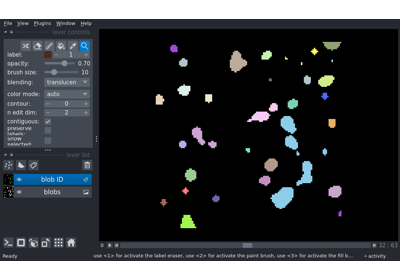 File View Plugins Window Help
layer controls
label: 1
opacity: 0.70
brush size: 10
blending: translucen
color mode: auto
contour: 0
n edit dim: 2
contiguous:
preserve
labels:
show
selected:
layer list
blob ID
blobs
0 32 63
Ready use <1> for activate the label eraser, use <2> for activate the paint brush, use <3> for activate the fill b... activity